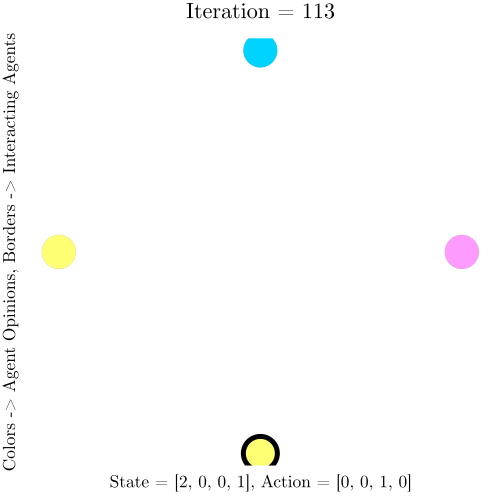 Iteration = 113
Colors -> Agent Opinions, Borders -> Interacting Agents
State = [2, 0, 0, 1], Action = [0, 0, 1, 0]